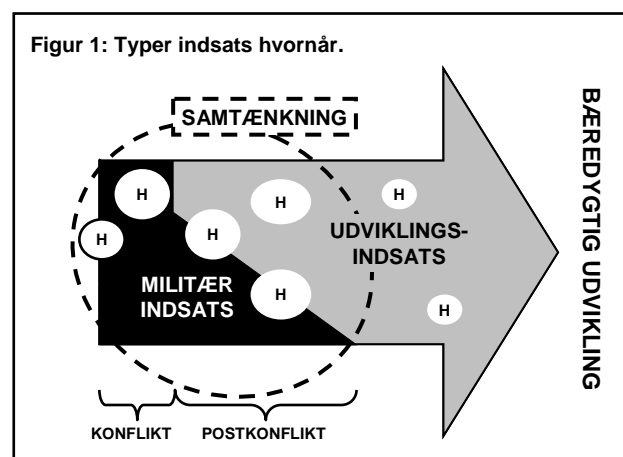 Figur 1: Typer indsats hvornår.
SAMTÆNKNING
H
H
H
H
H
H
H
UDVIKLINGS-
INDSATS
MILITÆR
INDSATS
BÆREDYGTIG UDVIKLING
KONFLIKT
POSTKONFLIKT